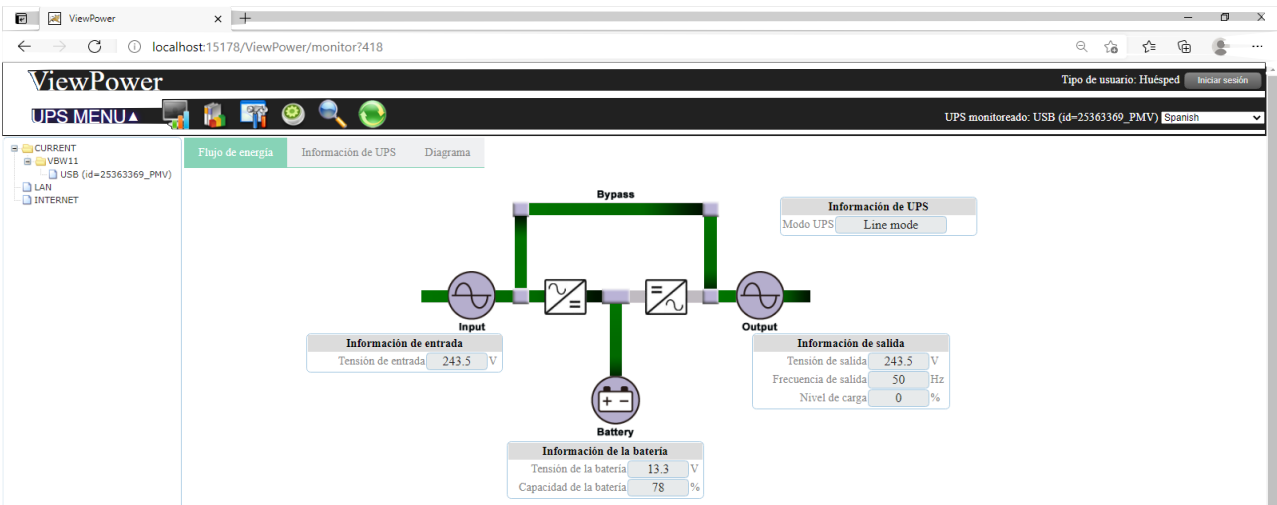 ViewPower
localhost:15178/ViewPower/monitor?418
ViewPower
Tipo de usuario: Huésped
Iniciar sesión
UPS MENU▲
UPS monitoreado: USB (id=25363369_PMV)
Spanish
CURRENT
VBW11
USB (id=25363369_PMV)
LAN
INTERNET
Flujo de energía
Información de UPS
Diagrama
Bypass
Información de UPS
Modo UPS Line mode
Input
Output
Información de entrada
Tensión de entrada 243.5 V
Información de salida
Tensión de salida 243.5 V
Frecuencia de salida 50 Hz
Nivel de carga 0 %
Battery
Información de la batería
Tensión de la batería 13.3 V
Capacidad de la batería 78 %